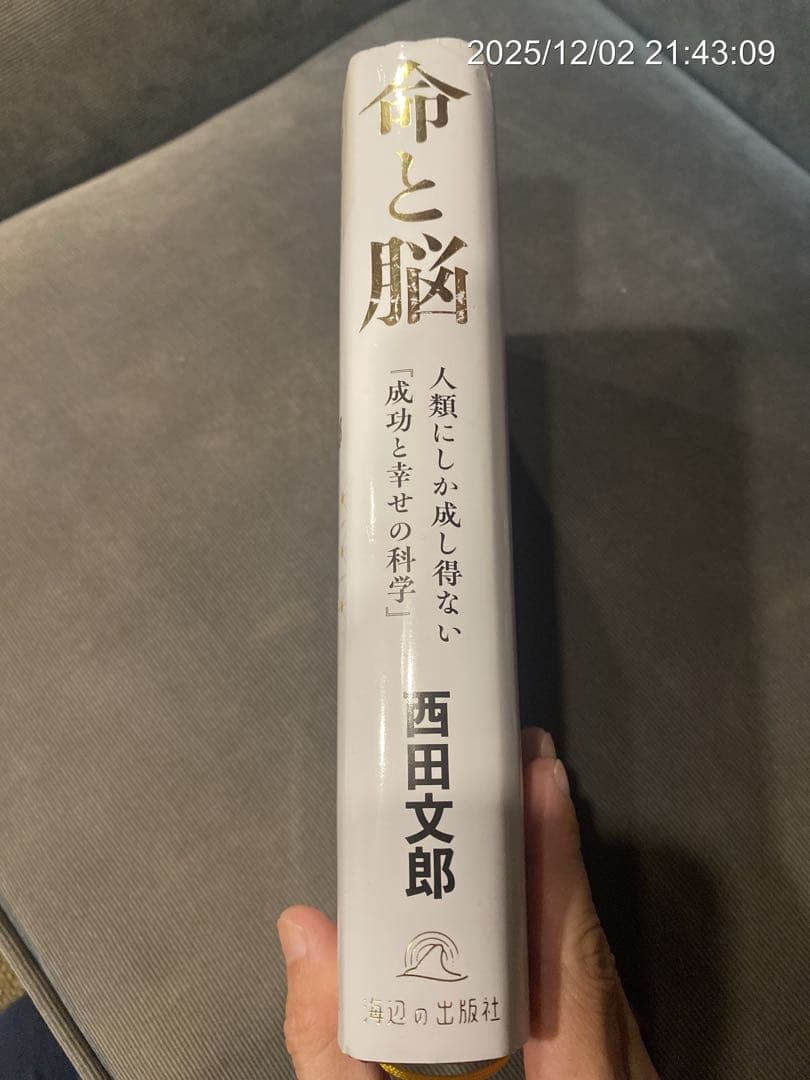 2025/12/02 21:43:09
命と脳
人類にしか成し得ない
「成功と幸せの科学」
西田文郎
海辺の出版社